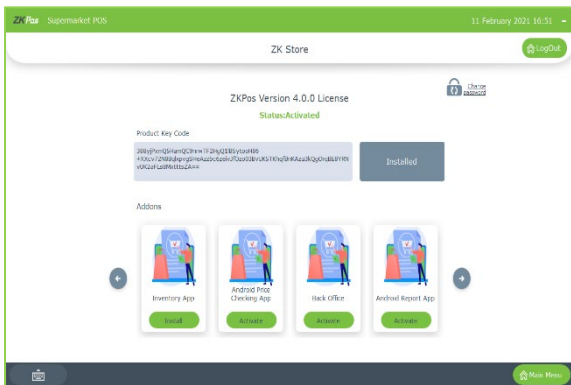 ZKPos Supermarket POS
11 February 2021 16:51 -
ZK Store
LogOut
Change
password
ZKPos Version 4.0.0 License
Status:Activated
Product Key Code
Installed
Addons
Inventory App
Install
Android Price
Checking App
Activate
Back Office
Activate
Android Report App
Activate
Main Menu